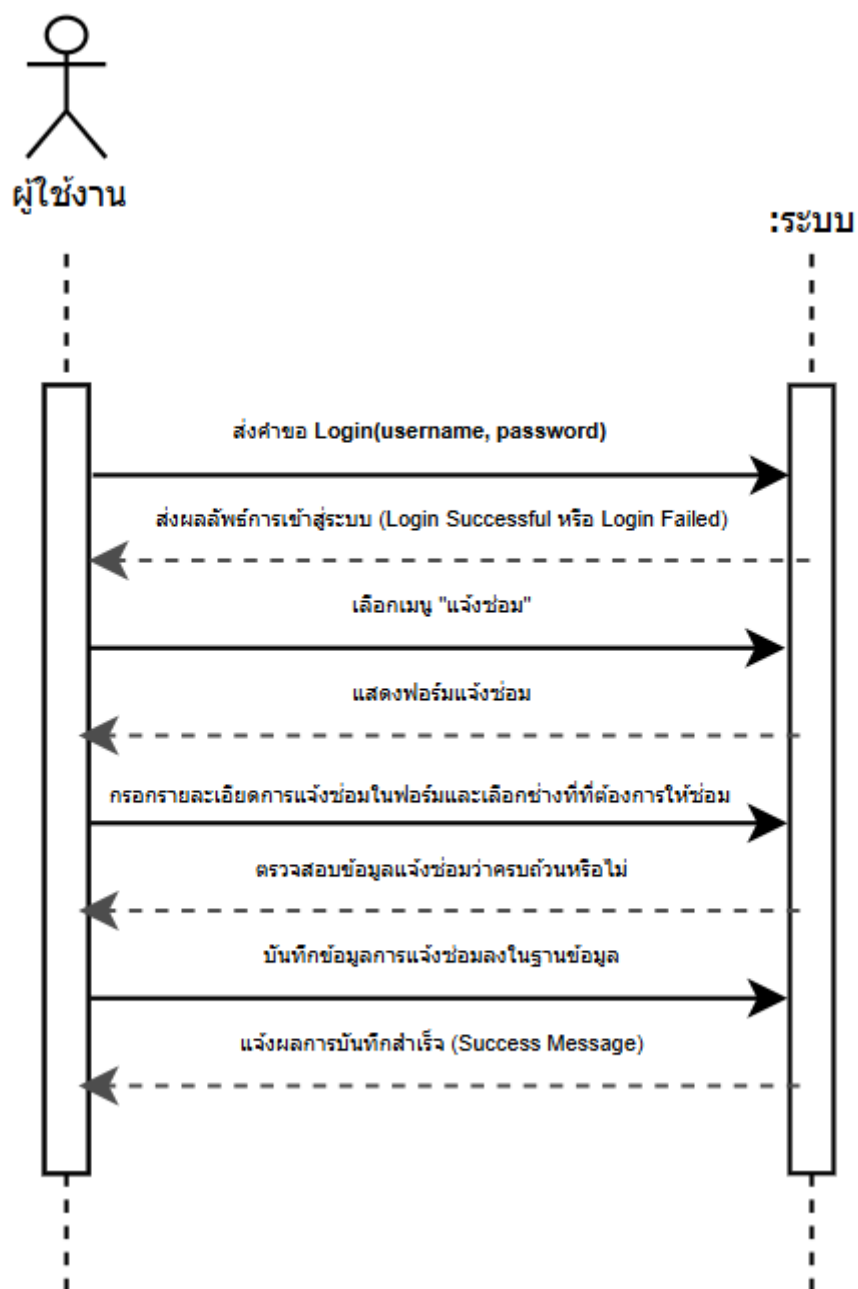 ผู้ใช้งาน
:ระบบ
ส่งคำขอ Login(username, password)
ส่งผลลัพธ์การเข้าสู่ระบบ (Login Successful หรือ Login Failed)
เลือกเมนู "แจ้งซ่อม"
แสดงฟอร์มแจ้งซ่อม
กรอกรายละเอียดการแจ้งซ่อมในฟอร์มและเลือกช่างที่ที่ต้องการให้ซ่อม
ตรวจสอบข้อมูลแจ้งซ่อมว่าครบถ้วนหรือไม่
บันทึกข้อมูลการแจ้งซ่อมลงในฐานข้อมูล
แจ้งผลการบันทึกสำเร็จ (Success Message)